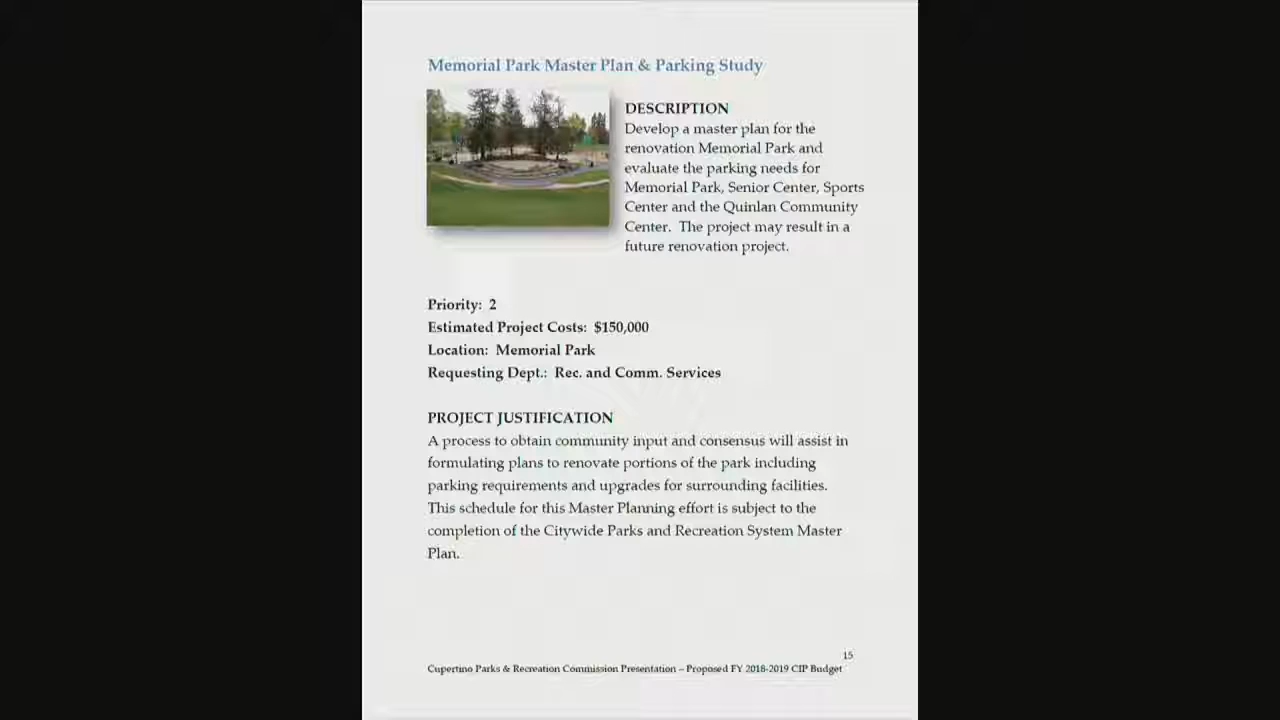 Memorial Park Master Plan & Parking Study
DESCRIPTION
Develop a master plan for the
renovation Memorial Park and
evaluate the parking needs for
Memorial Park, Senior Center, Sports
Center and the Quinlan Community
Center. The project may result in a
future renovation project.
Priority: 2
Estimated Project Costs: $150,000
Location: Memorial Park
Requesting Dept.: Rec. and Comm. Services
PROJECT JUSTIFICATION
A process to obtain community input and consensus will assist in
formulating plans to renovate portions of the park including
parking requirements and upgrades for surrounding facilities.
This schedule for this Master Planning effort is subject to the
completion of the Citywide Parks and Recreation System Master
Plan.
15
Cupertino Parks & Recreation Commission Presentation – Proposed FY 2018-2019 CIP Budget